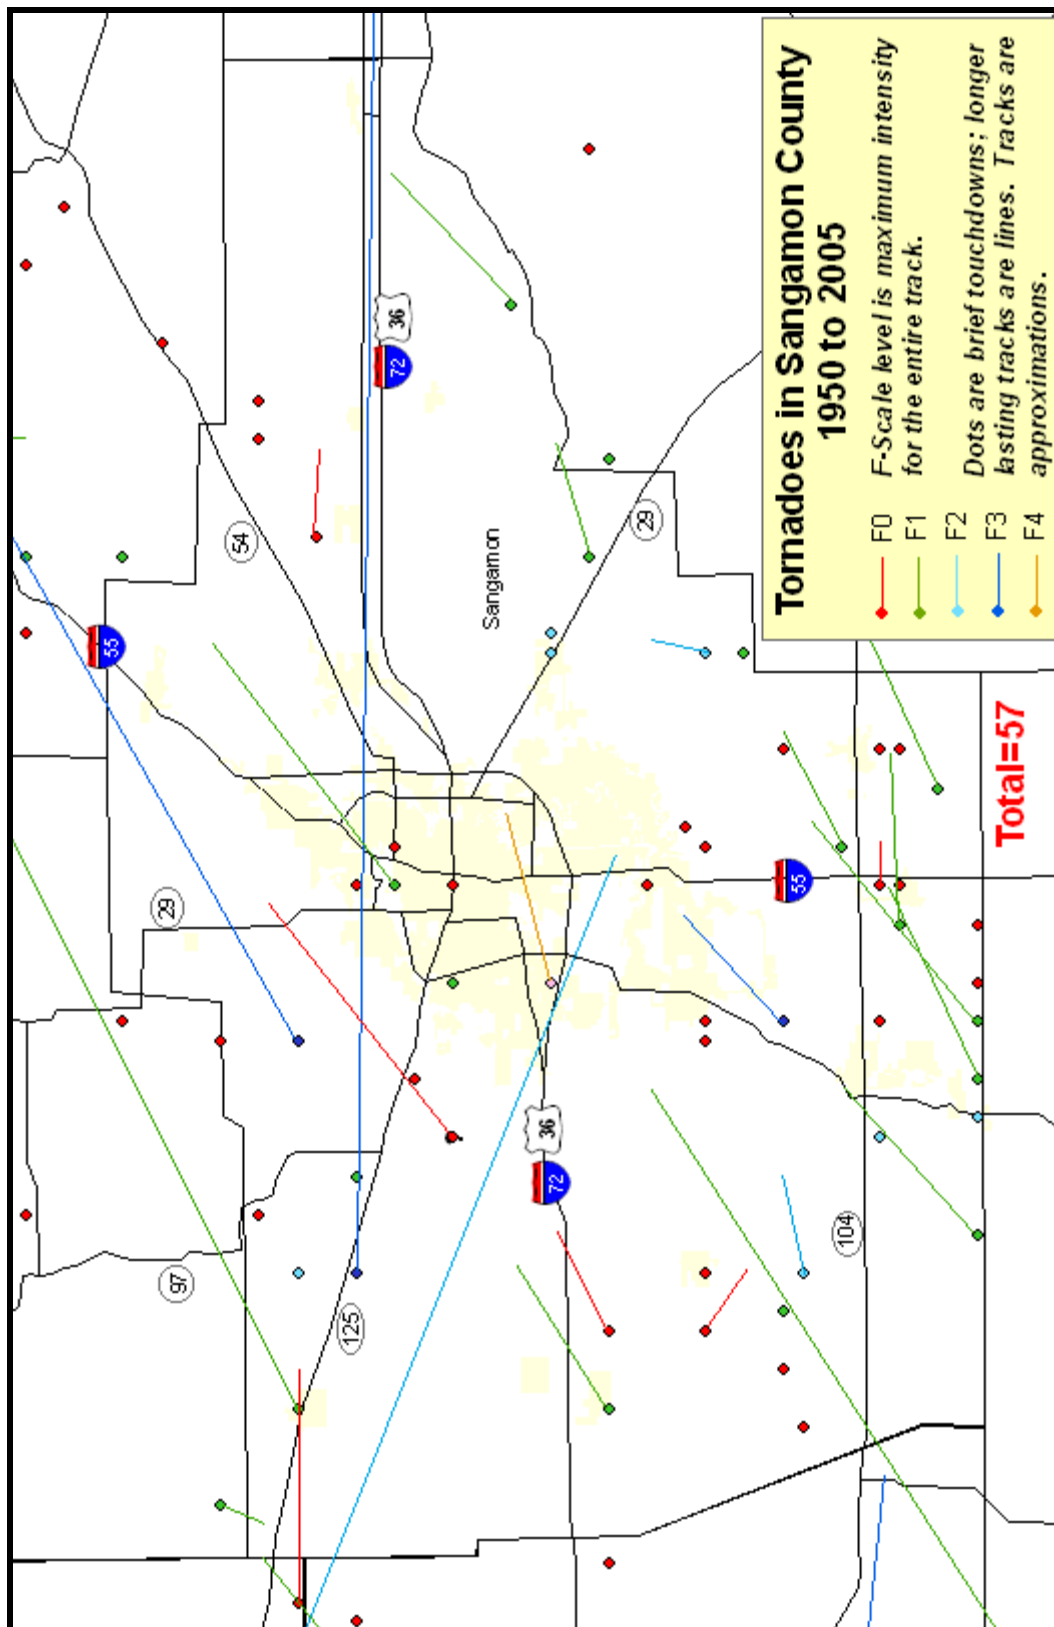 Tornadoes in Sangamon County
1950 to 2005
F0
F1
F2
F3
F4
F-Scale level is maximum intensity
for the entire track.
Dots are brief touchdowns; longer
lasting tracks are lines. Tracks are
approximations.
Total=57
Sangamon
97
125
29
55
54
72
36
29
72
36
104
55